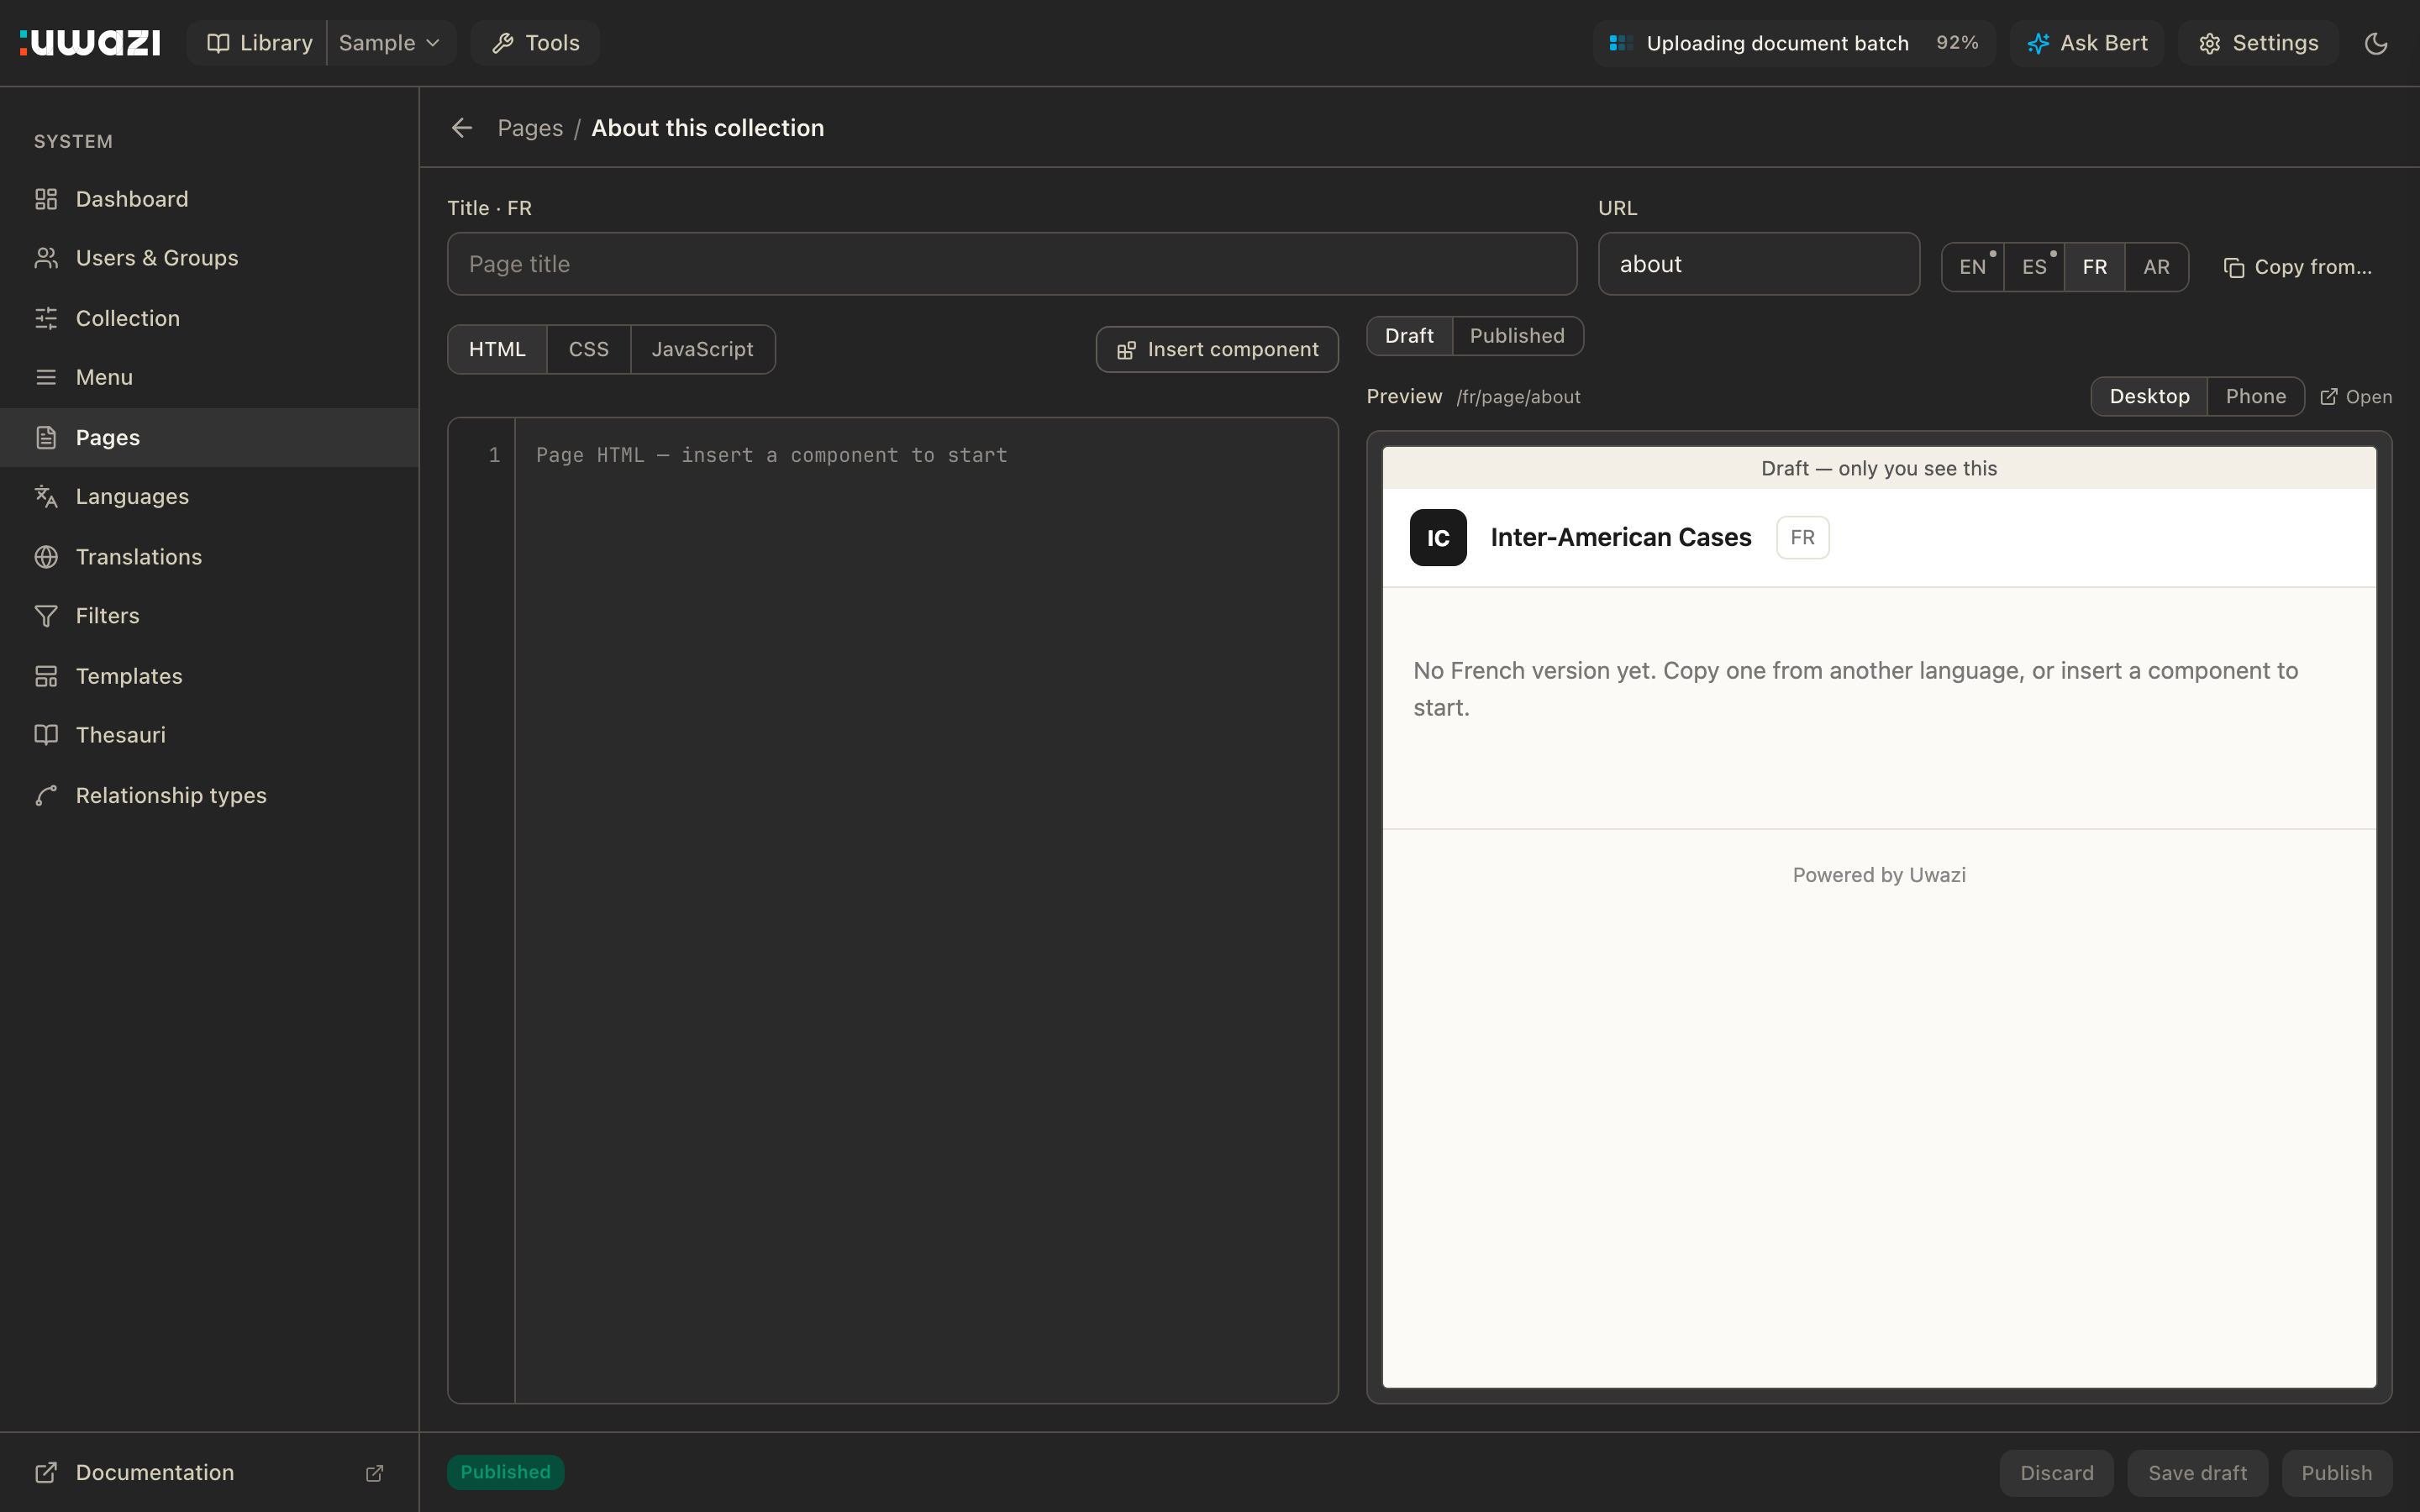 uwazi
Library
Sample
Tools
Uploading document batch 92%
Ask Bert
Settings
SYSTEM
Dashboard
Users & Groups
Collection
Menu
Pages
Languages
Translations
Filters
Templates
Thesauri
Relationship types
Documentation
Pages / About this collection
Title · FR
Page title
URL
about
EN
ES
FR
AR
Copy from...
HTML
CSS
JavaScript
Insert component
1
Page HTML — insert a component to start
Draft
Published
Preview /fr/page/about
Desktop
Phone
Open
Draft — only you see this
IC
Inter-American Cases
FR
No French version yet. Copy one from another language, or insert a component to
start.
Powered by Uwazi
Published
Discard
Save draft
Publish